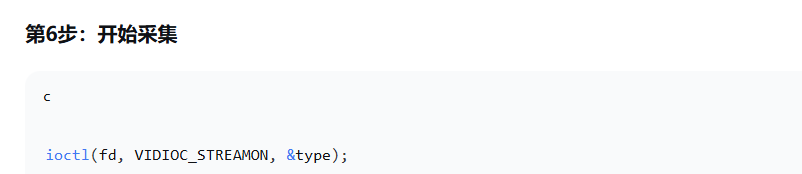 第6步：开始采集
c
ioctl(fd, VIDIOC_STREAMON, &type);